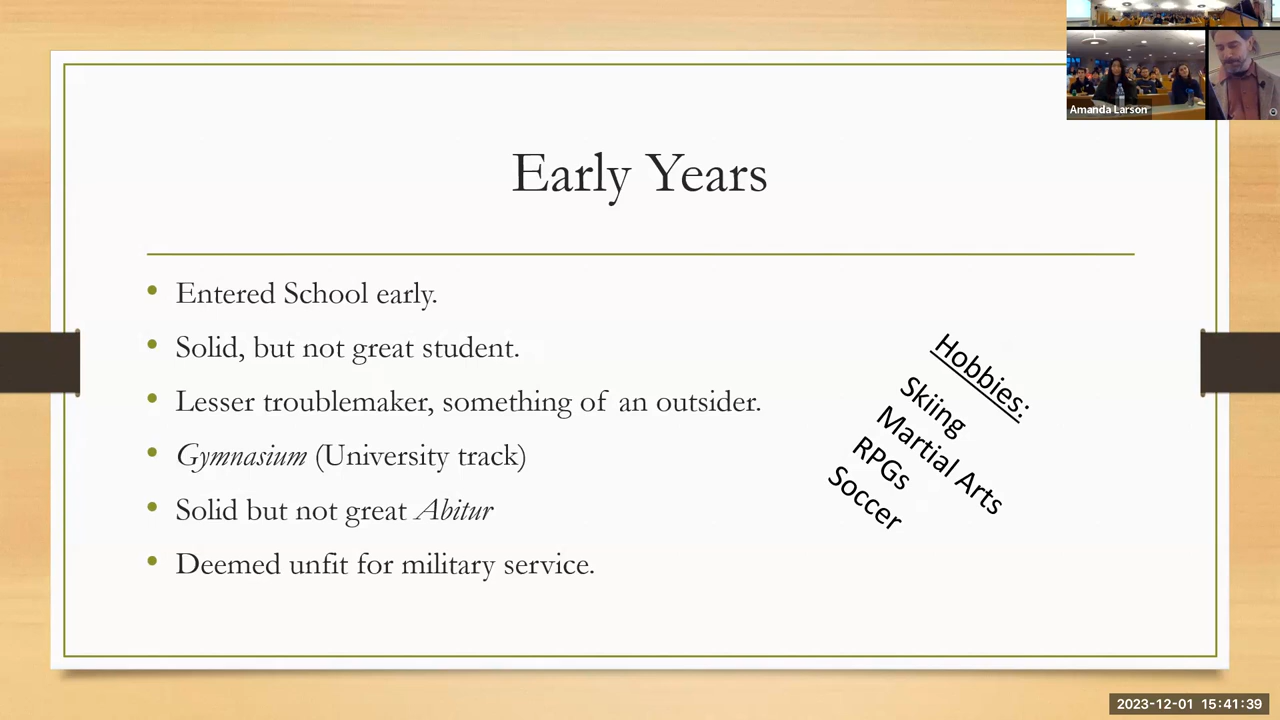 Amanda Larson
Early Years
• Entered School early.
• Solid, but not great student.
• Lesser troublemaker, something of an outsider.
• Gymnasium (University track)
• Solid but not great Abitur
• Deemed unfit for military service.
Hobbies:
Skiing
Martial Arts
RPGs
Soccer
2023-12-01 15:41:39